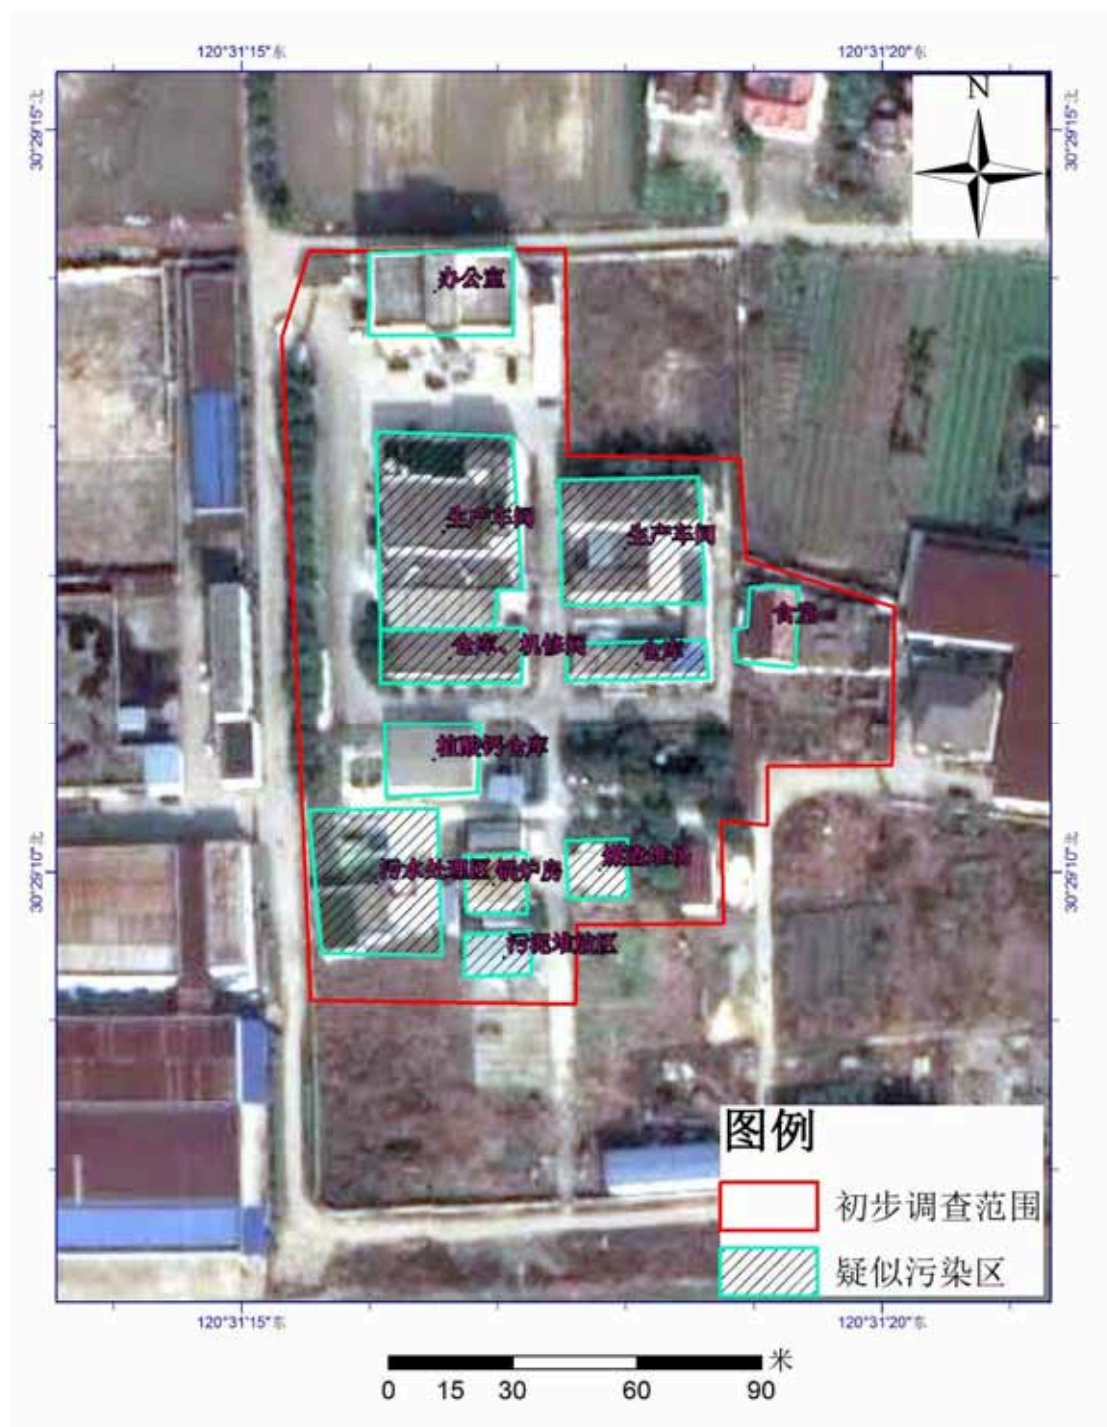 120°31'15"东
120°31'20"东
30°29'15"北
30°29'15"北
N
办公室
生产车间
生产车间
食堂
仓库、机修间
仓库
植酸钙仓库
污水处理区
锅炉房
煤渣堆场
污泥堆放区
30°29'10"北
30°29'10"北
图例
初步调查范围
疑似污染区
120°31'15"东
120°31'20"东
米
0 15 30 60 90